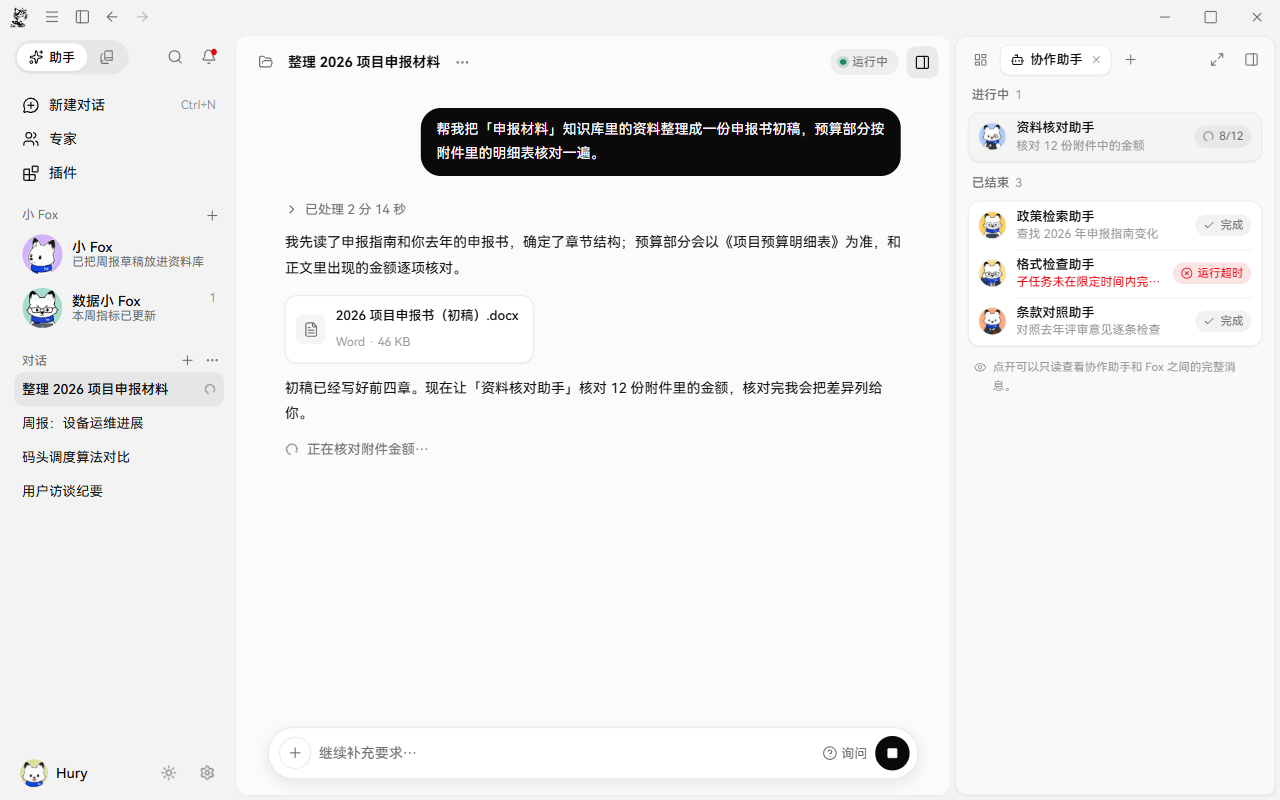 助手
新建对话 Ctrl+N
专家
插件
小 Fox
小 Fox
已把周报草稿放进资料库
数据小 Fox 1
本周指标已更新
对话
整理 2026 项目申报材料
周报：设备运维进展
码头调度算法对比
用户访谈纪要
Hury
整理 2026 项目申报材料
运行中
帮我把「申报材料」知识库里的资料整理成一份申报书初稿，预算部分按
附件里的明细表核对一遍。
已处理 2 分 14 秒
我先读了申报指南和你去年的申报书，确定了章节结构；预算部分会以《项目预算明细表》为准，和
正文里出现的金额逐项核对。
2026 项目申报书（初稿）.docx
Word · 46 KB
初稿已经写好前四章。现在让「资料核对助手」核对 12 份附件里的金额，核对完我会把差异列给
你。
正在核对附件金额…
继续补充要求…
询问
协作助手
进行中 1
资料核对助手
核对 12 份附件中的金额
8/12
已结束 3
政策检索助手
查找 2026 年申报指南变化
完成
格式检查助手
子任务未在限定时间内完…
运行超时
条款对照助手
对照去年评审意见逐条检查
完成
点开可以只读查看协作助手和 Fox 之间的完整消
息。